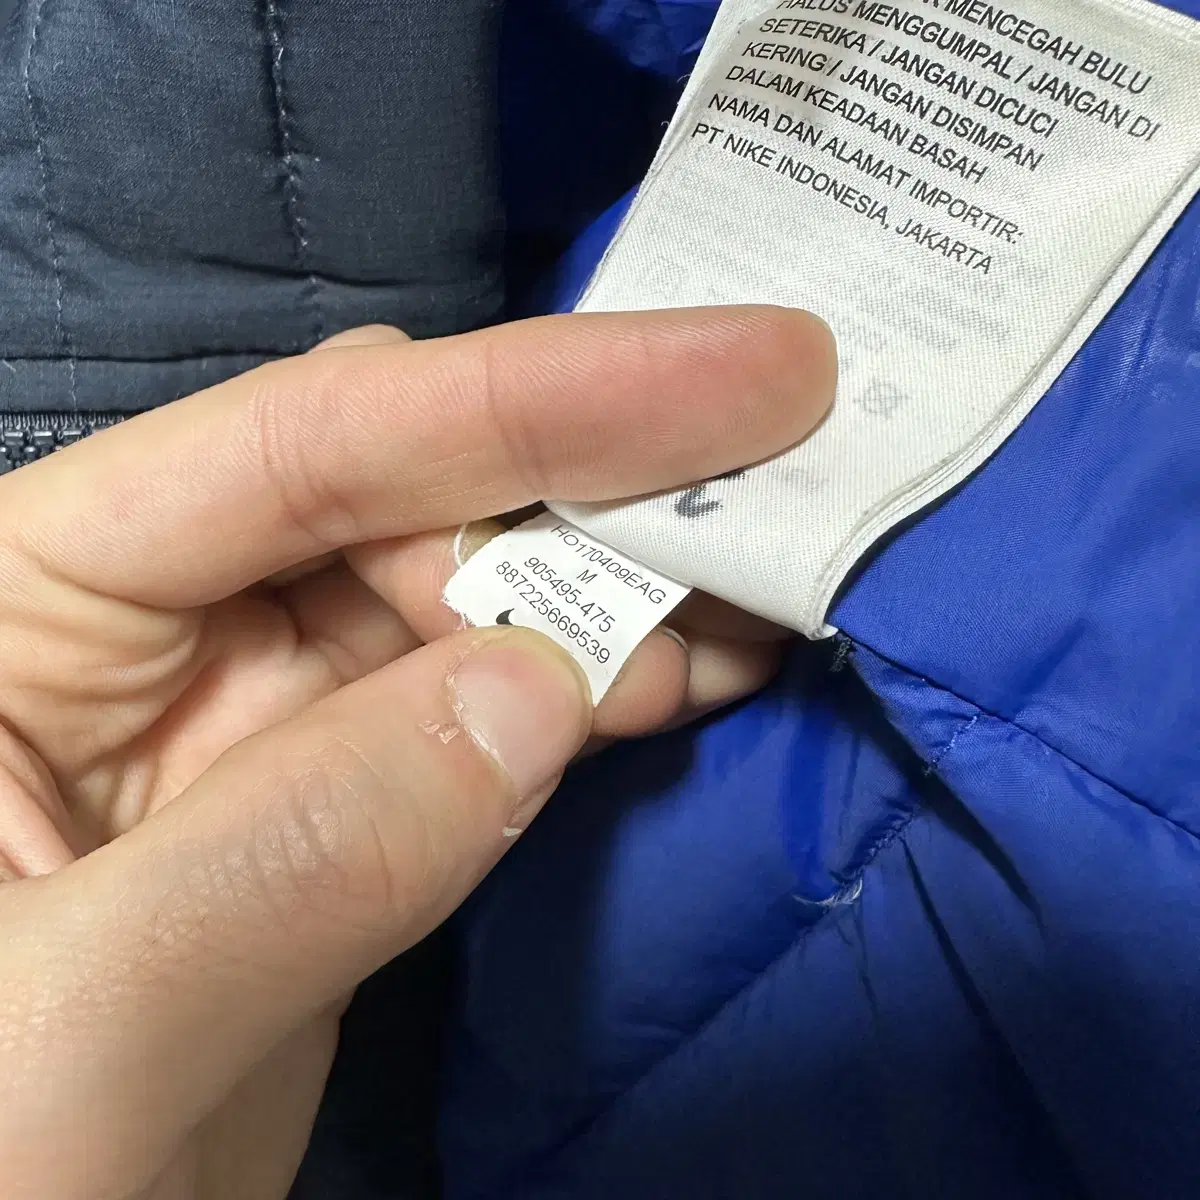 MENCEGAH BULU
HALUS MENGGUMPAL / JANGAN DI
SETERIKA / JANGAN DICUCI
KERING / JANGAN DISIMPAN
DALAM KEADAAN BASAH
NAMA DAN ALAMAT IMPORTIR:
PT NIKE INDONESIA, JAKARTA
HO170409EAG
M
905495-475
887225669539